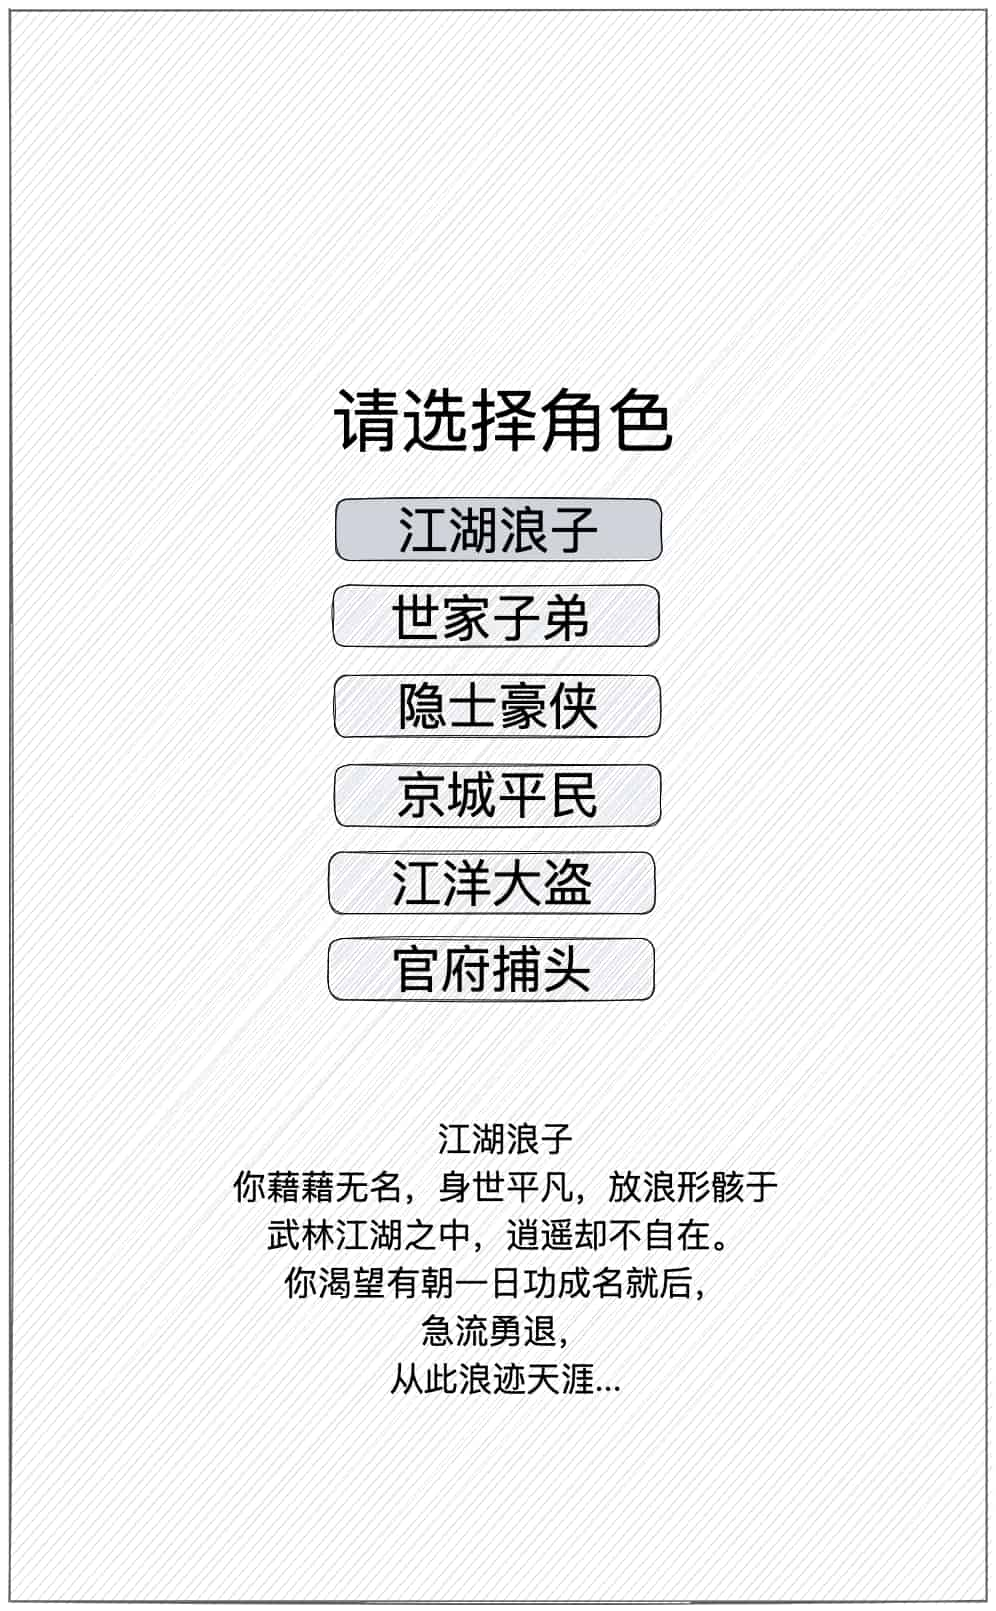 请选择角色
江湖浪子
世家子弟
隐士豪侠
京城平民
江洋大盗
官府捕头
江湖浪子
你藉藉无名，身世平凡，放浪形骸于
武林江湖之中，逍遥却不自在。
你渴望有朝一日功成名就后，
急流勇退，
从此浪迹天涯...